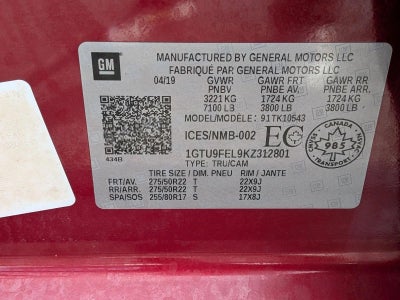 GM
MANUFACTURED BY GENERAL MOTORS LLC
FABRIQUÉ PAR GENERAL MOTORS LLC
04/19 GVWR GAWR FRT GAWR RR
PNBV PNBE AV. PNBE ARR.
3221 KG 1724 KG 1724 KG
7100 LB 3800 LB 3800 LB
MODEL/MODÈLE: 91TK10543
ICES/NMB-002 EC
CANADA
985
1GTU9FEL9KZ312801
TYPE: TRU/CAM
434B
TIRE SIZE / DIM. PNEU RIM / JANTE
FRT/AV. 275/50R22 T 22X9J
RR/ARR. 275/50R22 T 22X9J
SPA/SOS 255/80R17 S 17X8J